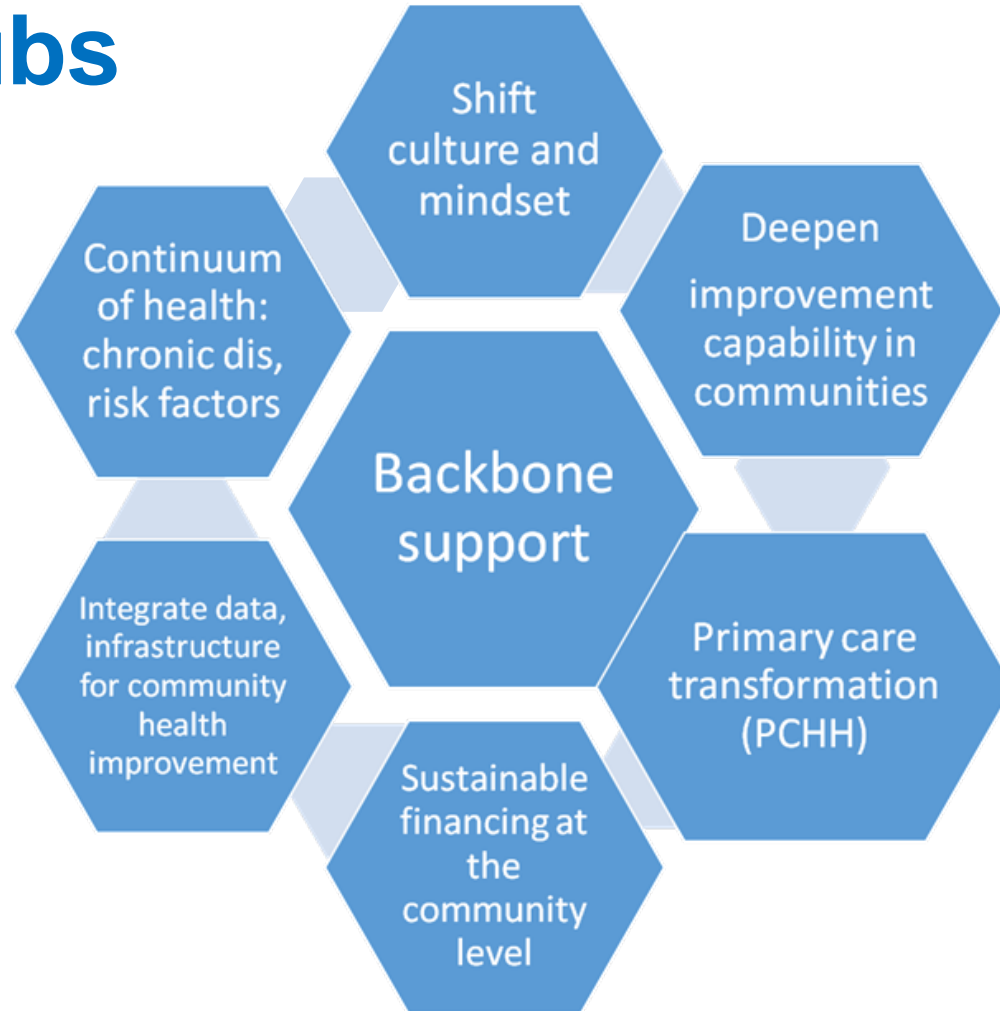 ubs
Shift
culture and
mindset
Deepen
improvement
capability in
communities
Continuum
of health:
chronic dis,
risk factors
Backbone
support
Primary care
transformation
(PCHH)
Integrate data,
infrastructure
for community
health
improvement
Sustainable
financing at
the
community
level